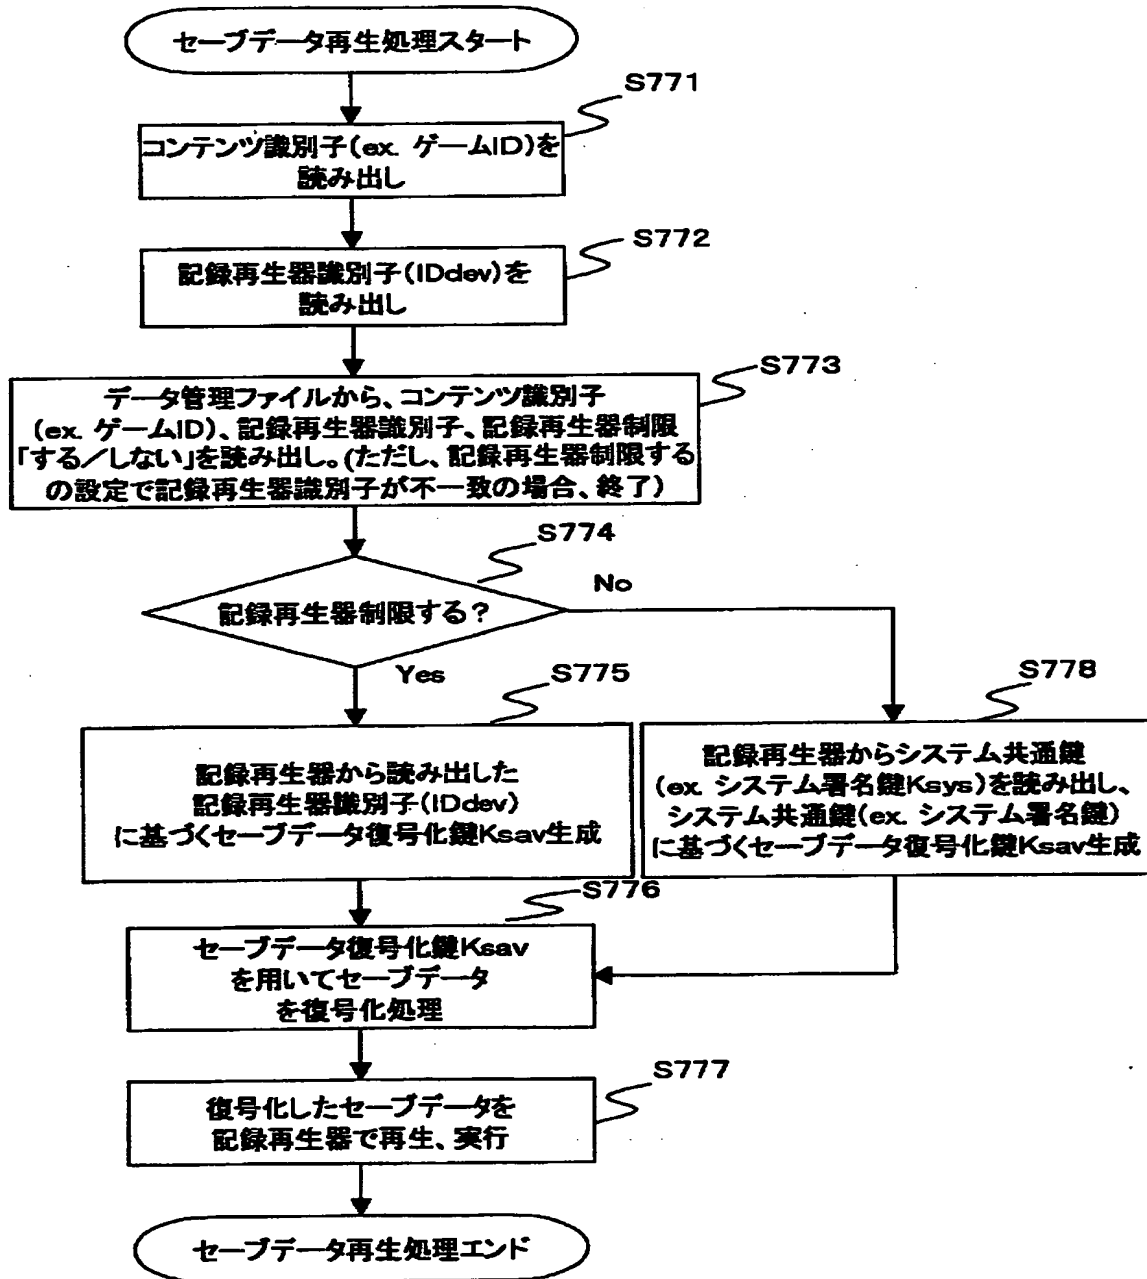 セーブデータ再生処理スタート
S771
コンテンツ識別子(ex. ゲームID)を
読み出し
S772
記録再生器識別子(IDdev)を
読み出し
S773
データ管理ファイルから、コンテンツ識別子
(ex. ゲームID)、記録再生器識別子、記録再生器制限
「する／しない」を読み出し。(ただし、記録再生器制限する
の設定で記録再生器識別子が不一致の場合、終了)
S774
記録再生器制限する?
No
Yes
S775
記録再生器から読み出した
記録再生器識別子(IDdev)
に基づくセーブデータ復号化鍵Ksav生成
S778
記録再生器からシステム共通鍵
(ex. システム署名鍵Ksys)を読み出し、
システム共通鍵(ex. システム署名鍵)
に基づくセーブデータ復号化鍵Ksav生成
S776
セーブデータ復号化鍵Ksav
を用いてセーブデータ
を復号化処理
S777
復号化したセーブデータを
記録再生器で再生、実行
セーブデータ再生処理エンド